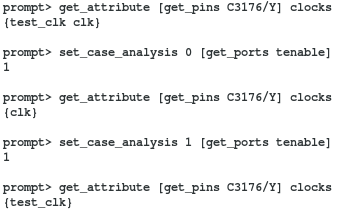 prompt> get_attribute [get_pins C3176/Y] clocks
{test_clk clk}
prompt> set_case_analysis 0 [get_ports tenable]
1
prompt> get_attribute [get_pins C3176/Y] clocks
{clk}
prompt> set_case_analysis 1 [get_ports tenable]
1
prompt> get_attribute [get_pins C3176/Y] clocks
{test_clk}